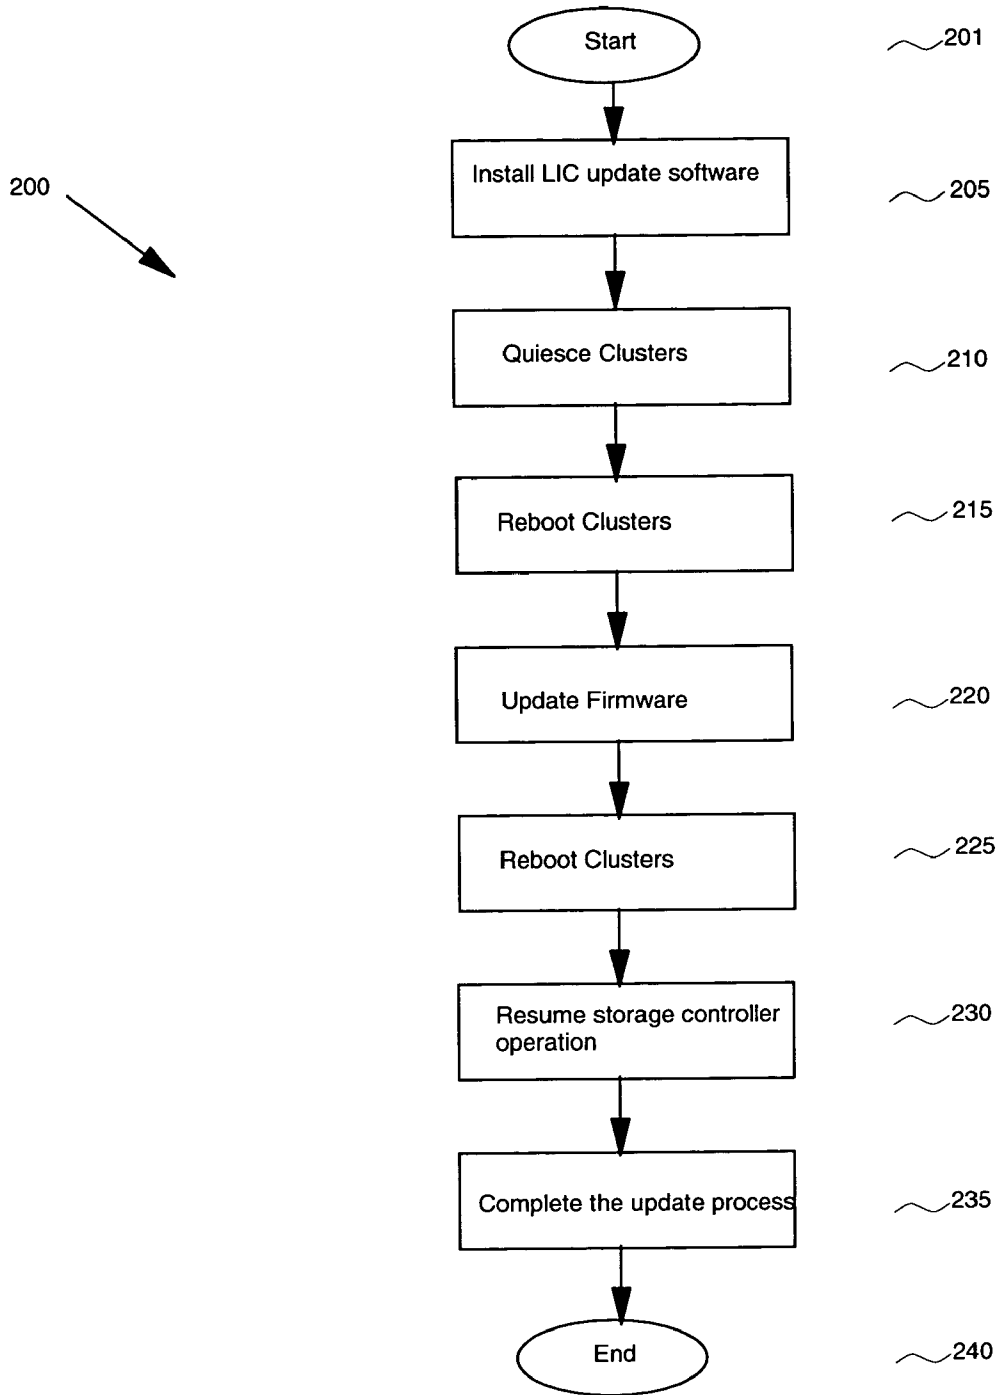 Start
201
200
Install LIC update software
205
Quiesce Clusters
210
Reboot Clusters
215
Update Firmware
220
Reboot Clusters
225
Resume storage controller
operation
230
Complete the update process
235
End
240